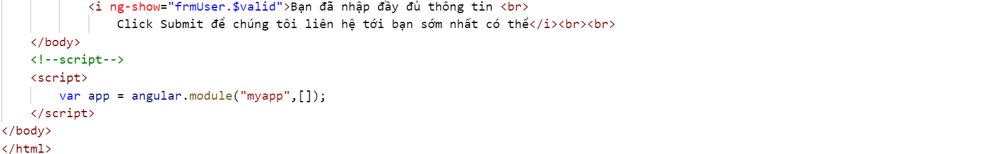 <i ng-show="frmUser.$valid">Bạn đã nhập đầy đủ thông tin <br>
Click Submit để chúng tôi liên hệ tới bạn sớm nhất có thể</i><br><br>
</body>
<!--script-->
<script>
var app = angular.module("myapp",[]);
</script>
</body>
</html>